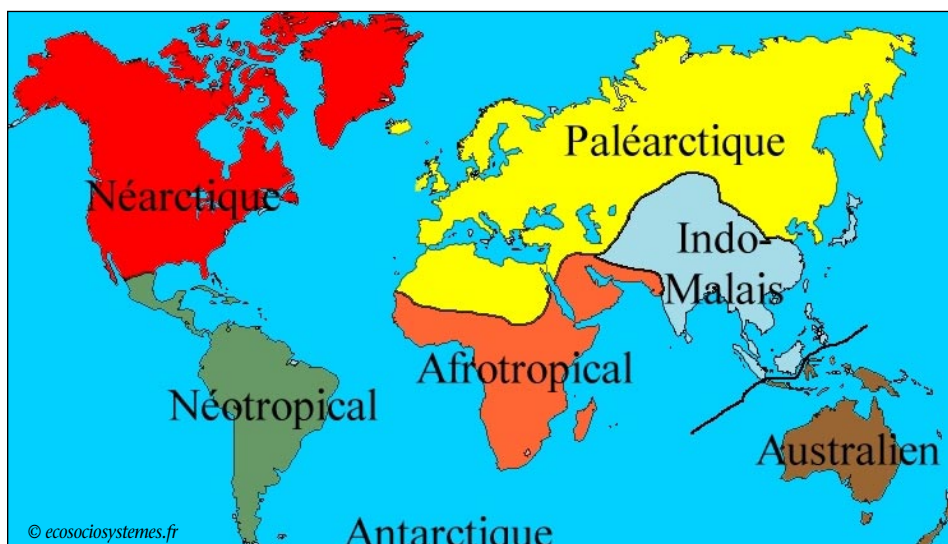 Paléarctique
Néarctique
Indo-
Malais
Afrotropical
Néotropical
Australien
Antarctique
© ecosociosystemes.fr